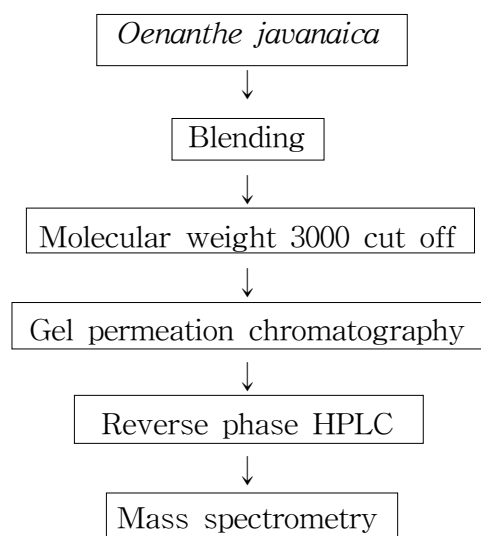 Oenanthe javanaica
Blending
Molecular weight 3000 cut off
Gel permeation chromatography
Reverse phase HPLC
Mass spectrometry